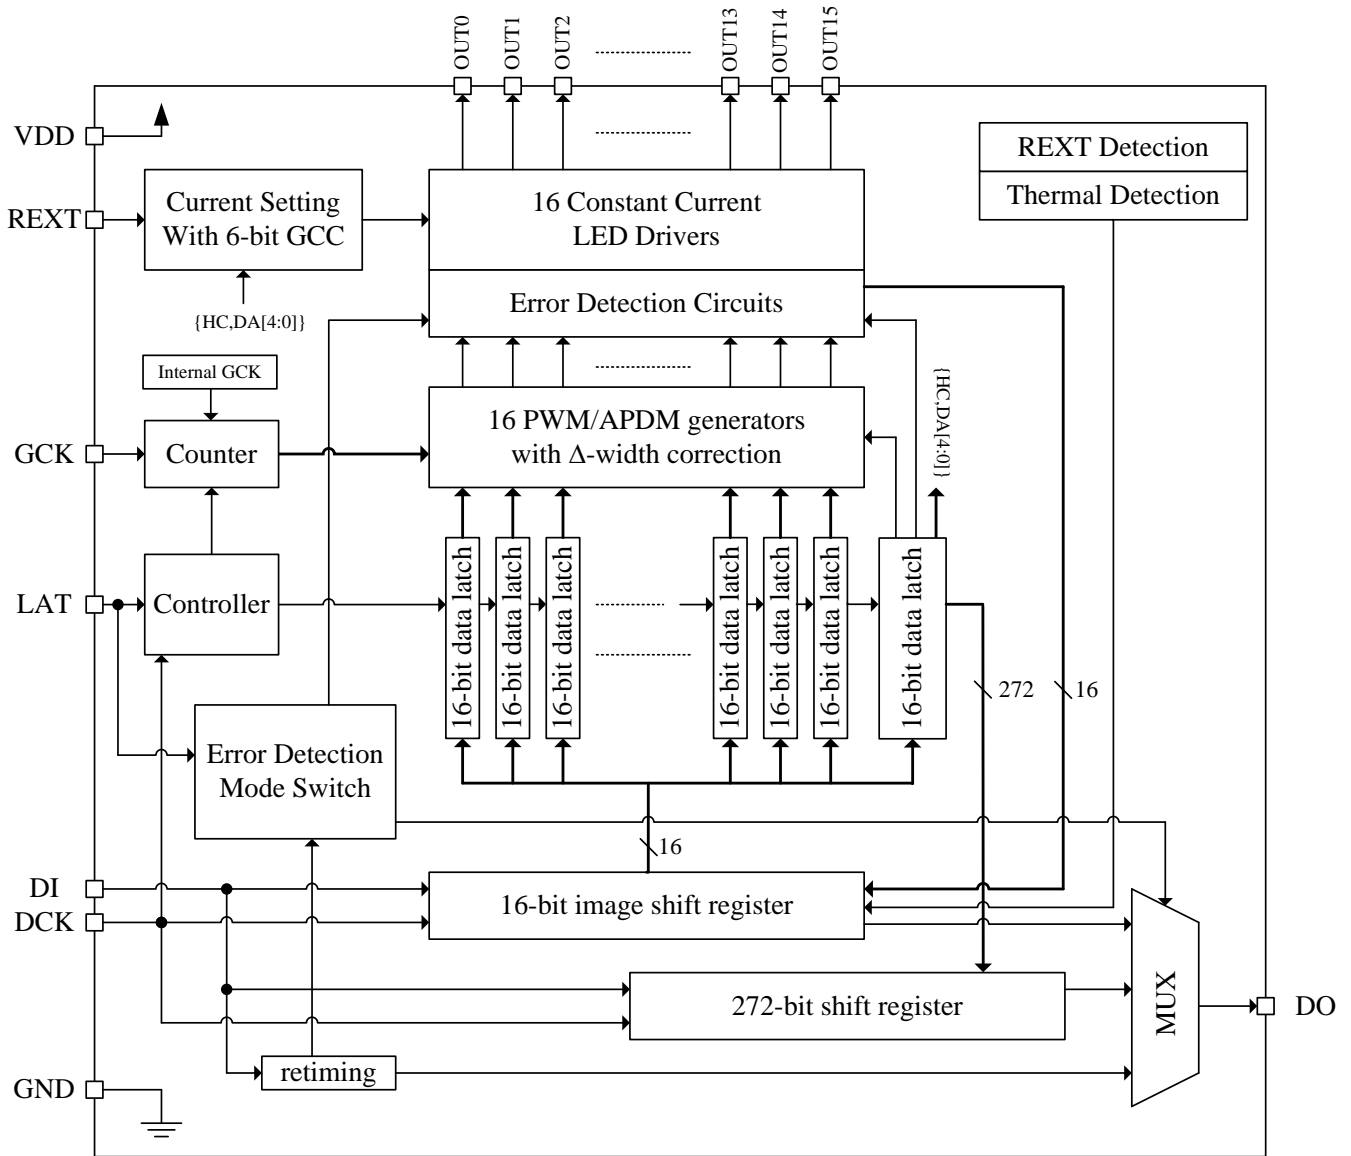 OUT0
OUT1
OUT2
OUT13
OUT14
OUT15
VDD
REXT Detection
Thermal Detection
REXT
Current Setting
With 6-bit GCC
16 Constant Current
LED Drivers
Error Detection Circuits
{HC,DA[4:0]}
Internal GCK
{HC,DA[4:0]}
GCK
Counter
16 PWM/APDM generators
with Δ-width correction
LAT
Controller
16-bit data latch
16-bit data latch
16-bit data latch
16-bit data latch
16-bit data latch
16-bit data latch
16-bit data latch
272
16
Error Detection
Mode Switch
16
DI
DCK
16-bit image shift register
272-bit shift register
MUX
DO
retiming
GND